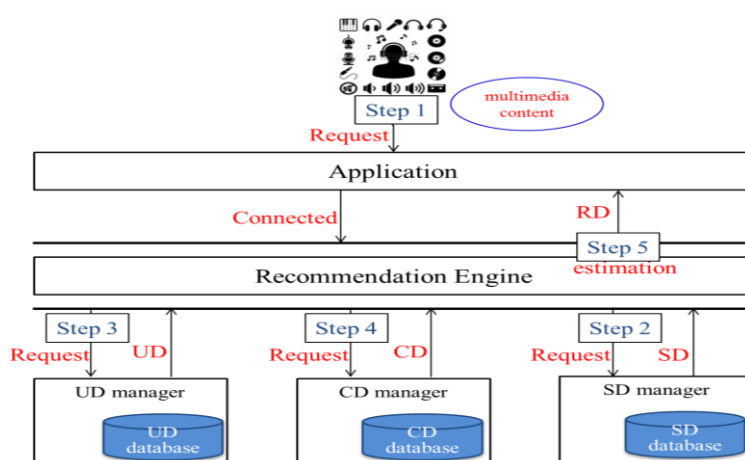 Step 1
multimedia
content
Request
Application
Connected
RD
Step 5
estimation
Recommendation Engine
Step 3
Step 4
Step 2
Request
UD
Request
CD
Request
SD
UD manager
CD manager
SD manager
UD
database
CD
database
SD
database